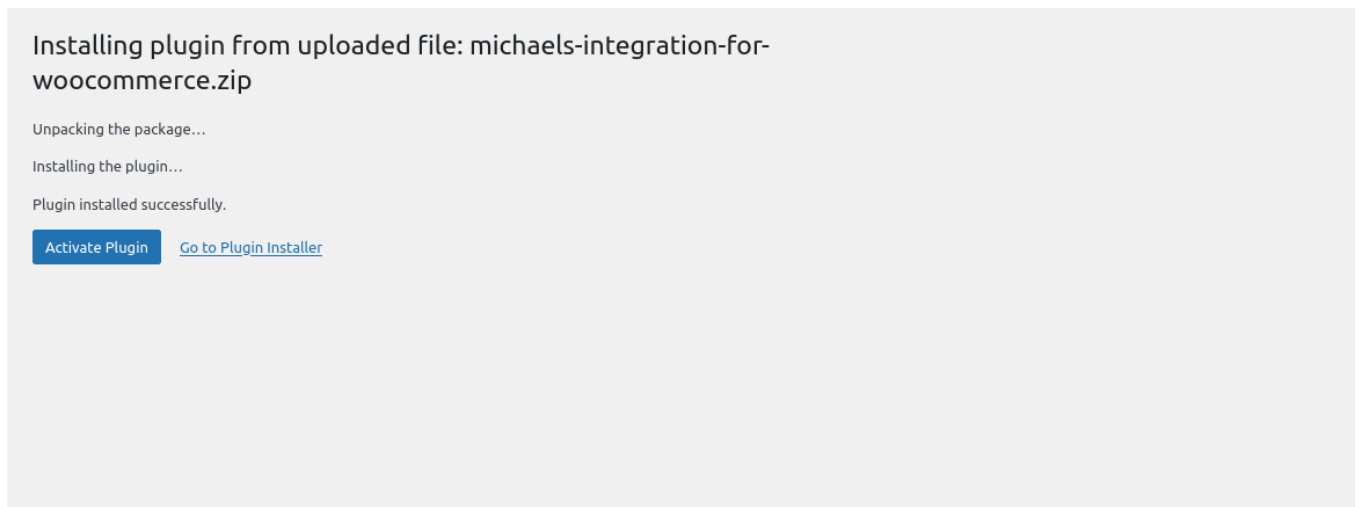 Installing plugin from uploaded file: michaels-integration-for-
woocommerce.zip
Unpacking the package…
Installing the plugin…
Plugin installed successfully.
Activate Plugin Go to Plugin Installer